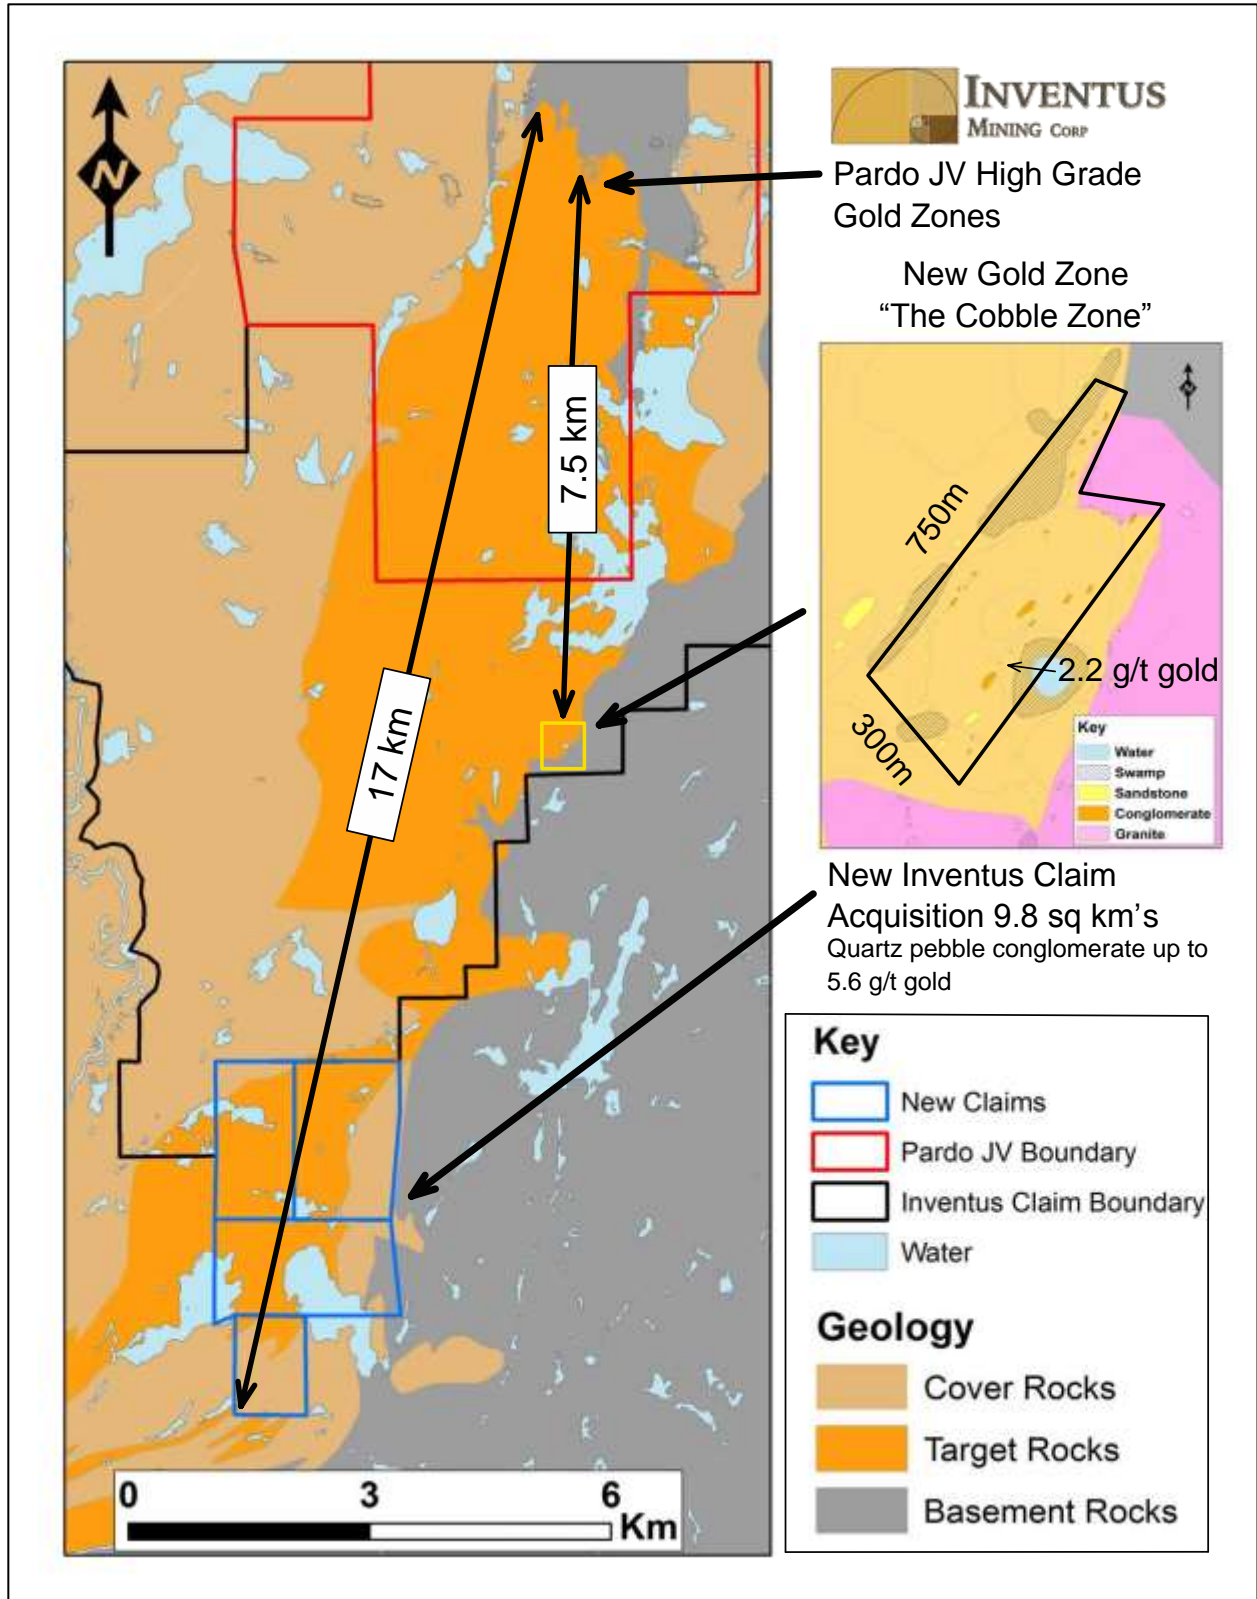 N
INVENTUS
MINING CORP
Pardo JV High Grade
Gold Zones
New Gold Zone
“The Cobble Zone”
7.5 km
17 km
750m
300m
2.2 g/t gold
Key
Water
Swamp
Sandstone
Conglomerate
Granite
New Inventus Claim
Acquisition 9.8 sq km's
Quartz pebble conglomerate up to
5.6 g/t gold
Key
New Claims
Pardo JV Boundary
Inventus Claim Boundary
Water
Geology
Cover Rocks
Target Rocks
Basement Rocks
0 3 6
Km